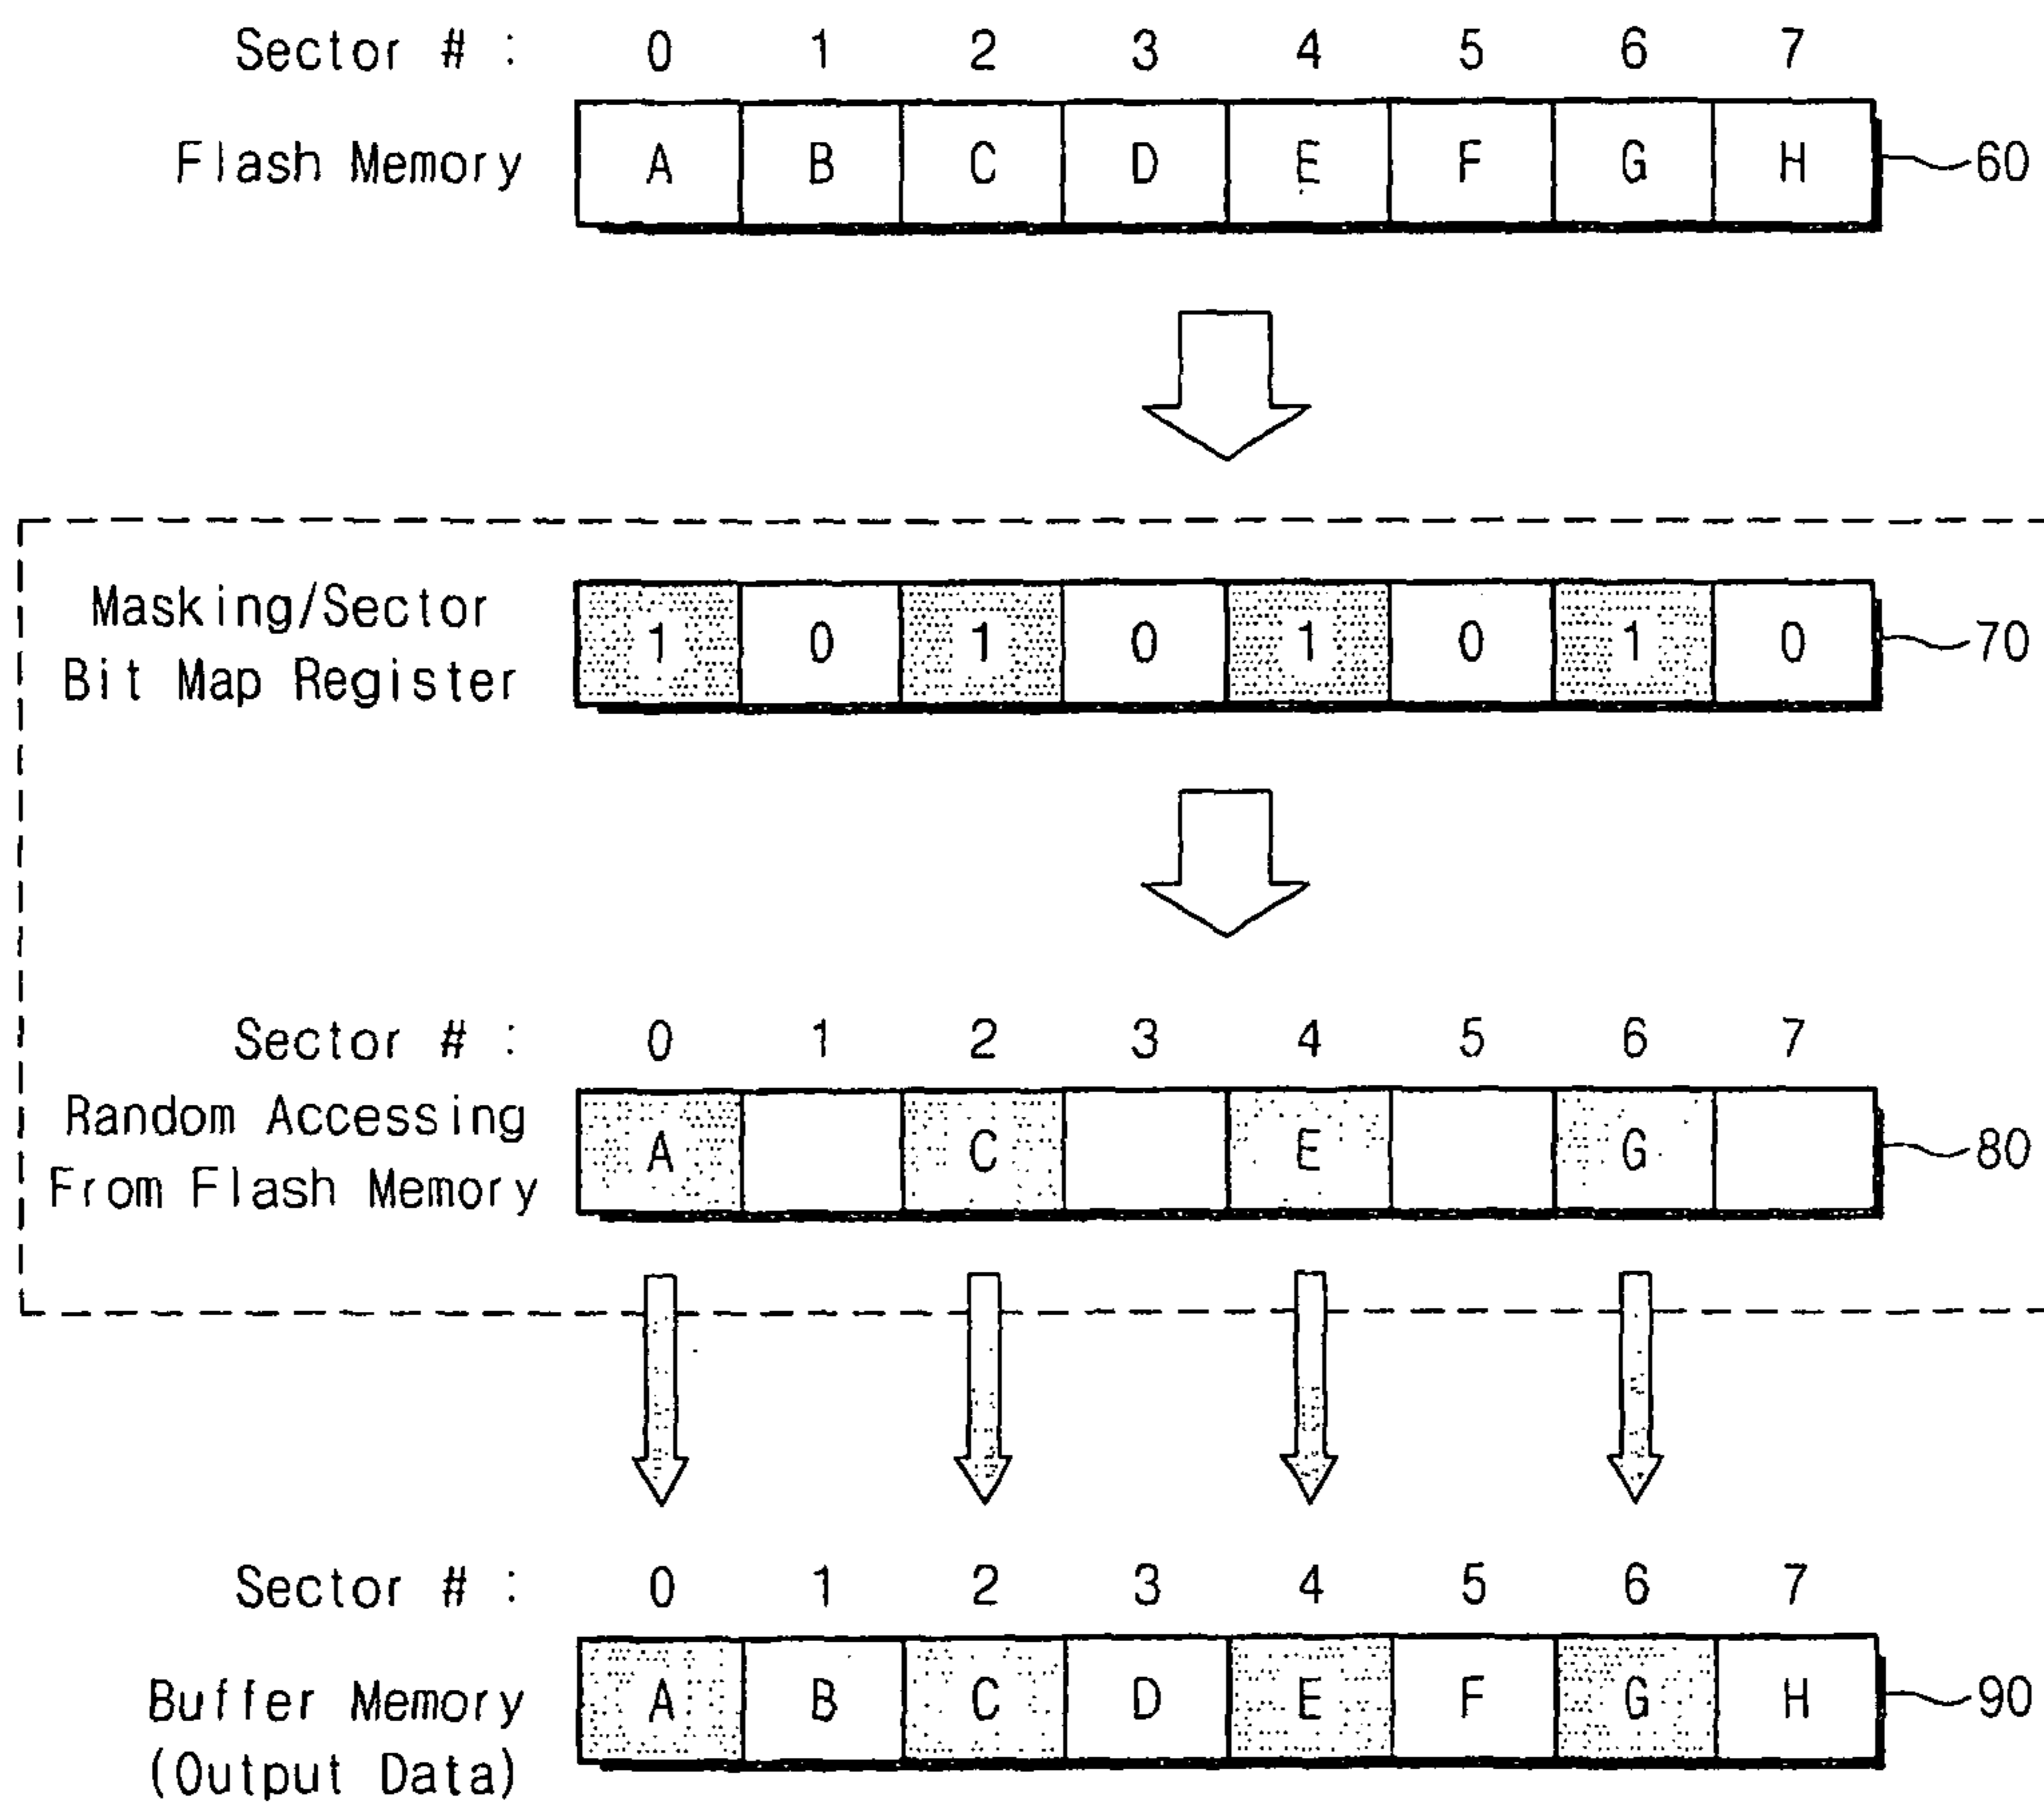 Sector # : 0 1 2 3 4 5 6 7
Flash Memory A B C D E F G H 60
Masking/Sector
Bit Map Register 1 0 1 0 1 0 1 0 70
Sector # : 0 1 2 3 4 5 6 7
Random Accessing
From Flash Memory A C E G 80
Sector # : 0 1 2 3 4 5 6 7
Buffer Memory A B C D E F G H 90
(Output Data)